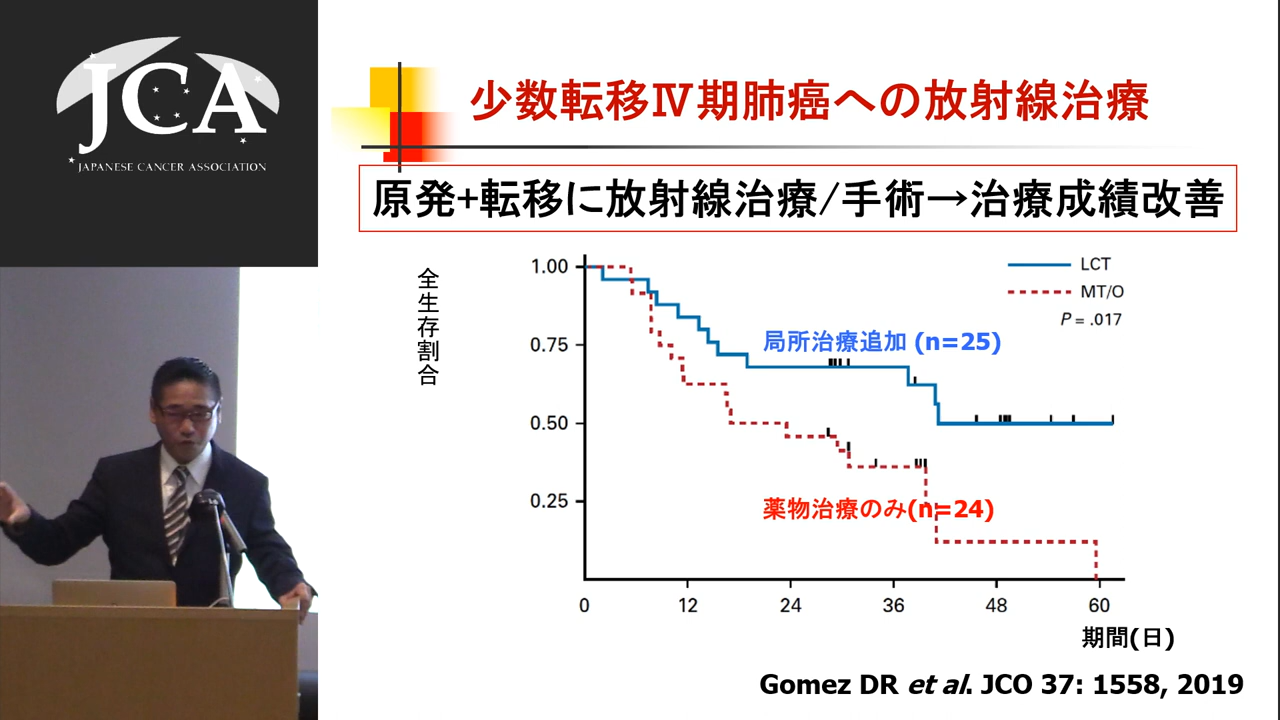 JCA
JAPANESE CANCER ASSOCIATION
少数転移Ⅳ期肺癌への放射線治療
原発+転移に放射線治療/手術→治療成績改善
全生存割合
1.00
0.75
0.50
0.25
LCT
MT/O
P = .017
局所治療追加 (n=25)
薬物治療のみ(n=24)
0 12 24 36 48 60
期間(日)
Gomez DR et al. JCO 37: 1558, 2019